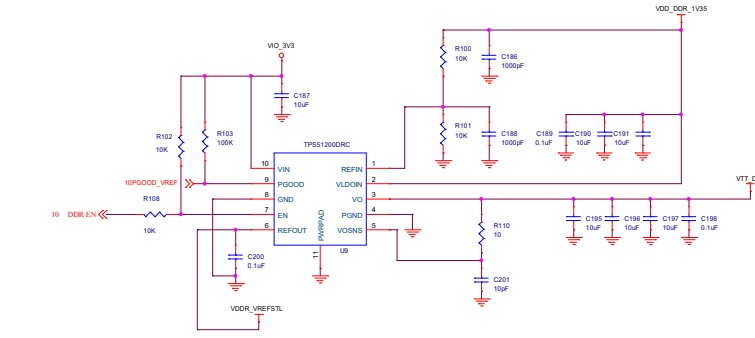 VDD_DDR_1V35
VIO_3V3
R100
10K
C186
1000pF
C187
10uF
R102
10K
R103
100K
R101
10K
C188
1000pF
C189
0.1uF
C190
10uF
C191
10uF
TPS51200DRC
10PGOOD_VREF
R108
10K
10 DDR EN
10 VIN
9 PGOOD
8 GND
7 EN
6 REFOUT
REFIN 1
VLDOIN 2
VO 3
PGND 4
VOSNS 5
PWRPAD
11
U9
VTT_D
R110
10
C195
10uF
C196
10uF
C197
10uF
C198
0.1uF
C200
0.1uF
C201
10pF
VDDR_VREFSTL